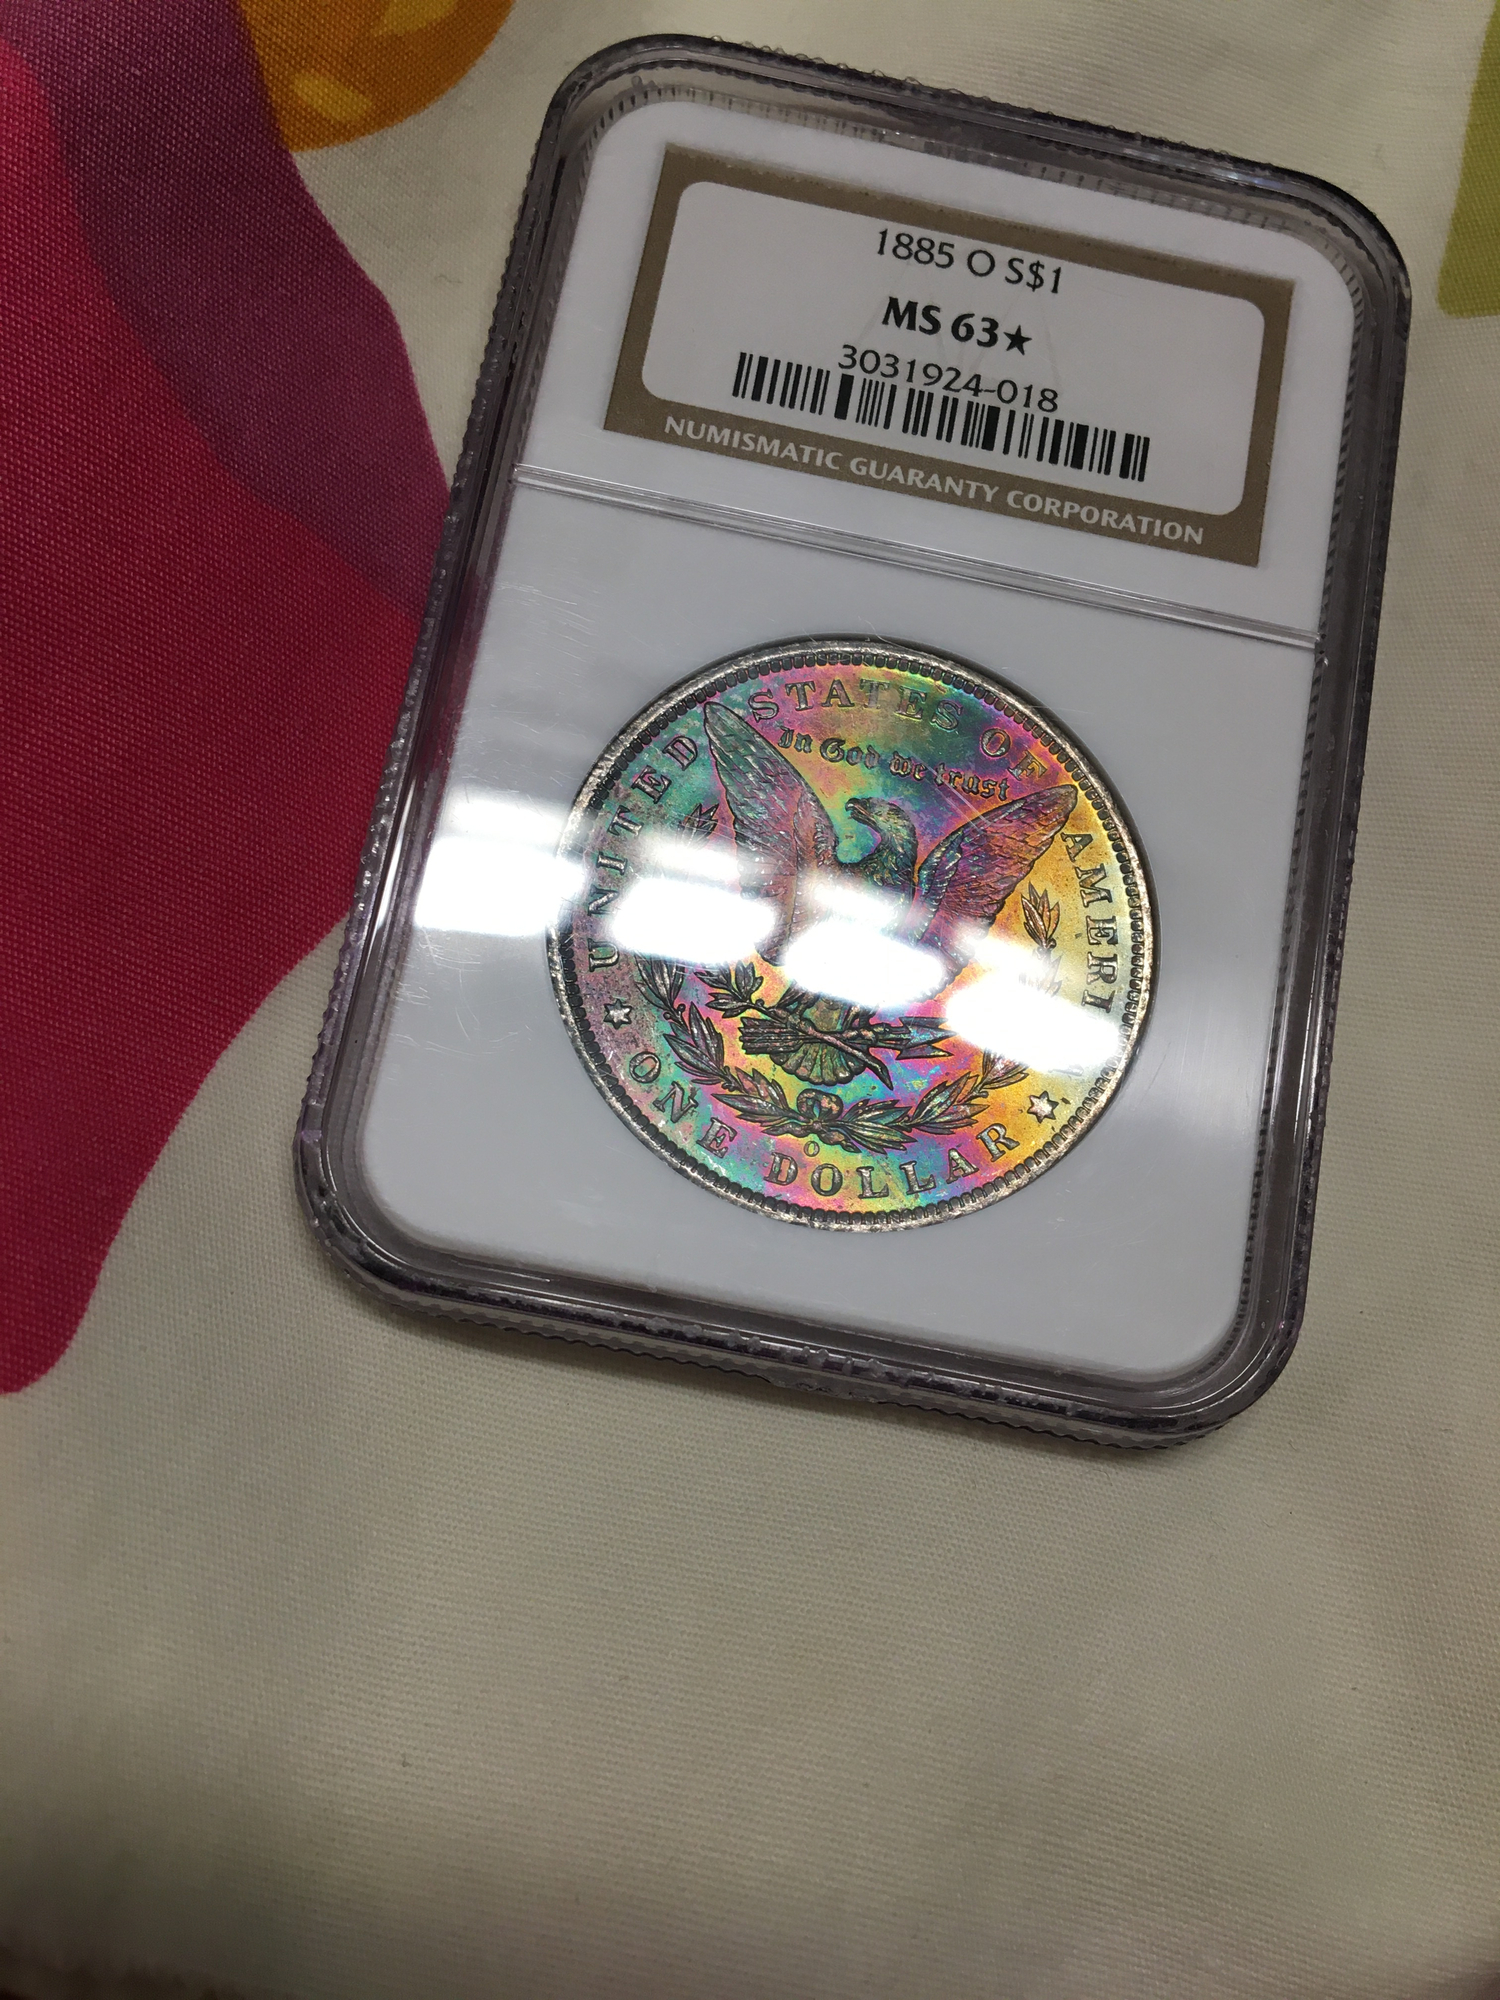 1885 O S$1
MS 63★
3031924-018
NUMISMATIC GUARANTY CORPORATION
UNITED STATES OF AMERI
In God we trust
O
ONE DOLLAR